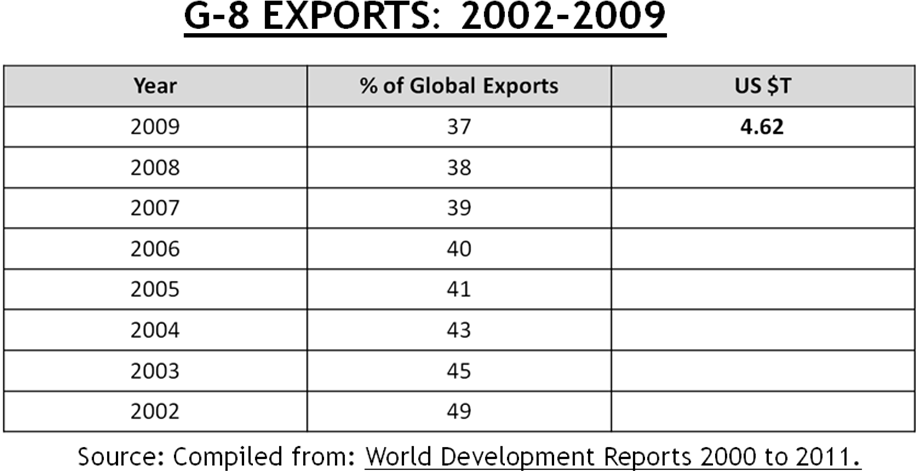 G-8 EXPORTS: 2002-2009
Year % of Global Exports US $T
2009 37 4.62
2008 38
2007 39
2006 40
2005 41
2004 43
2003 45
2002 49
Source: Compiled from: World Development Reports 2000 to 2011.